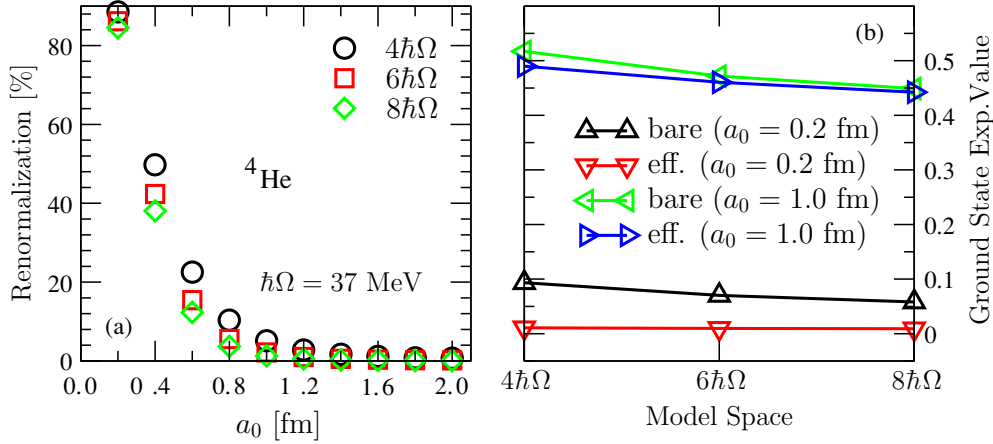 80
60
40
20
0
Renormalization [%]
4ℏΩ
6ℏΩ
8ℏΩ
⁴He
ℏΩ = 37 MeV
(a)
0.0 0.4 0.8 1.2 1.6 2.0
a₀ [fm]
(b)
bare (a₀ = 0.2 fm)
eff. (a₀ = 0.2 fm)
bare (a₀ = 1.0 fm)
eff. (a₀ = 1.0 fm)
0.5
0.4
0.3
0.2
0.1
0
Ground State Exp.Value
4ℏΩ 6ℏΩ 8ℏΩ
Model Space